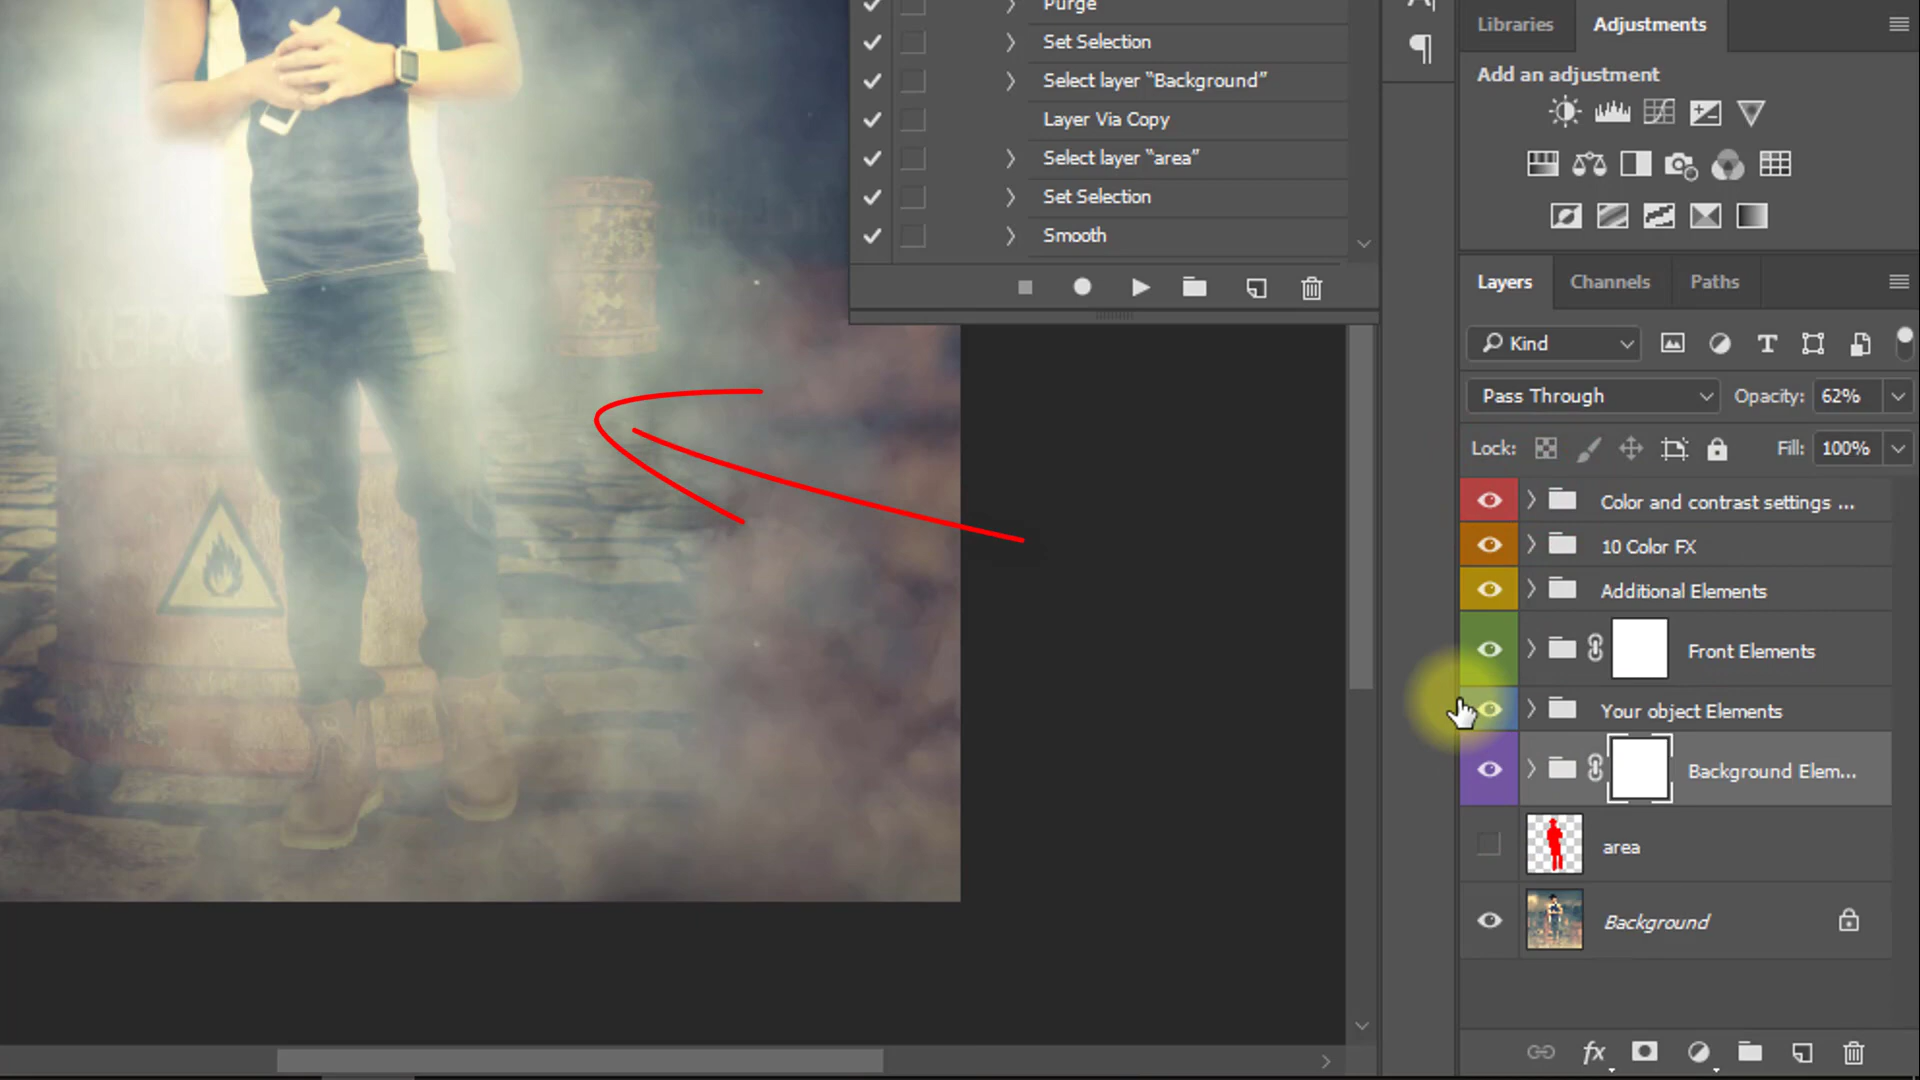 Purge
Set Selection
Select layer “Background”
Layer Via Copy
Select layer “area”
Set Selection
Smooth
Libraries
Adjustments
Add an adjustment
Layers
Channels
Paths
Kind
Pass Through
Opacity:
62%
Lock:
Fill:
100%
Color and contrast settings ...
10 Color FX
Additional Elements
Front Elements
Your object Elements
Background Elem...
area
Background
fx